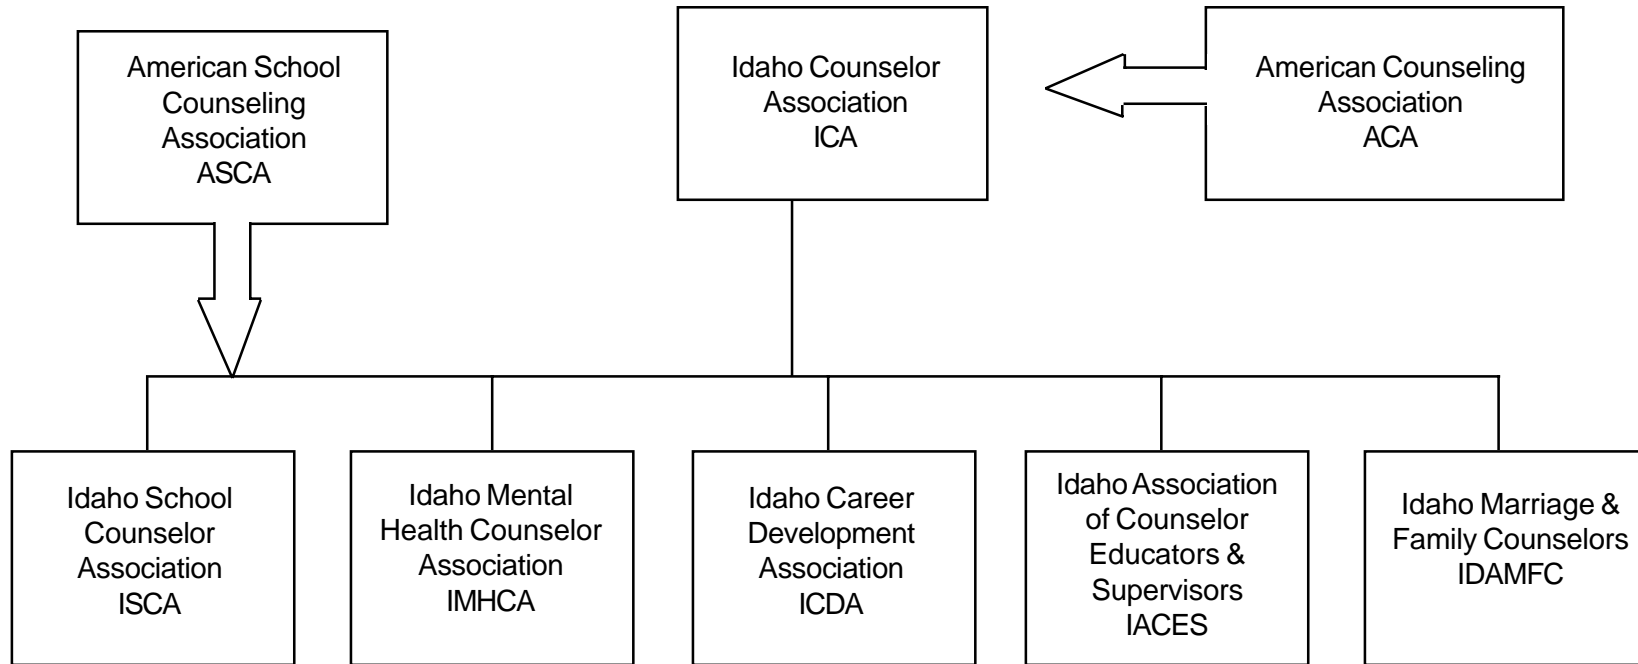 American School
Counseling
Association
ASCA
Idaho Counselor
Association
ICA
American Counseling
Association
ACA
Idaho School
Counselor
Association
ISCA
Idaho Mental
Health Counselor
Association
IMHCA
Idaho Career
Development
Association
ICDA
Idaho Association
of Counselor
Educators &
Supervisors
IACES
Idaho Marriage &
Family Counselors
IDAMFC